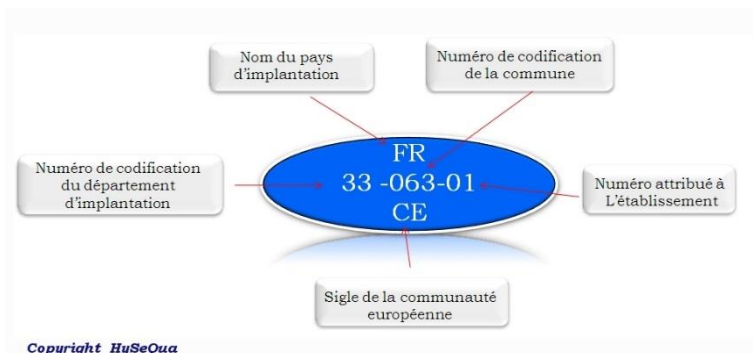 Nom du pays
d'implantation
Numéro de codification
de la commune
Numéro de codification
du département
d'implantation
FR
33 -063-01
CE
Numéro attribué à
L'établissement
Sigle de la communauté
européenne
Copyright HySeQua